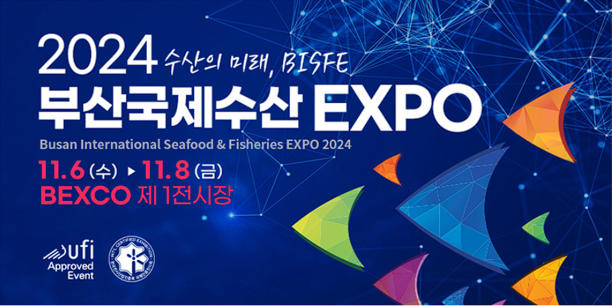 2024 수산의 미래, BISFE
부산국제수산 EXPO
Busan International Seafood & Fisheries EXPO 2024
11.6 (수) ▶ 11.8 (금)
BEXCO 제1전시장
ufi
Approved
Event